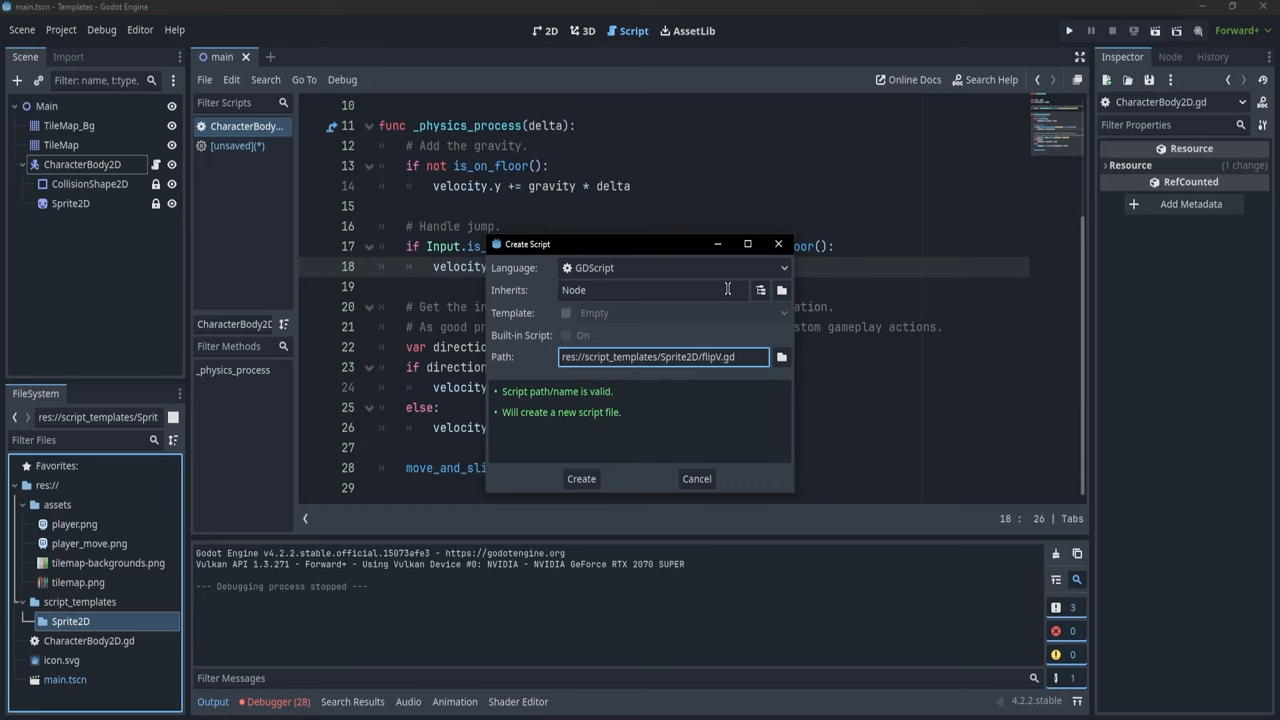 main.tscn - Templates - Godot Engine
Scene Project Debug Editor Help
2D 3D Script AssetLib
Forward+
Scene Import
Filter: name, t:type,
Main
TileMap_Bg
TileMap
CharacterBody2D
CollisionShape2D
Sprite2D
FileSystem
res://script_templates/Sprit
Filter Files
Favorites:
res://
assets
player.png
player_move.png
tilemap-backgrounds.png
tilemap.png
script_templates
Sprite2D
CharacterBody2D.gd
icon.svg
main.tscn
main
File Edit Search Go To Debug
Online Docs Search Help
Filter Scripts
CharacterBody...
[unsaved](*)
CharacterBody2D
Filter Methods
_physics_process
10
11 func _physics_process(delta):
12 # Add the gravity.
13 if not is_on_floor():
14 velocity.y += gravity * delta
15
16 # Handle jump.
17 if Input.is_ oor():
18 velocity
19
20 # Get the in ation.
21 # As good pr stom gameplay actions.
22 var directio
23 if direction
24 velocity
25 else:
26 velocity
27
28 move_and_sli
29
18 : 26 | Tabs
Create Script
Language: GDScript
Inherits: Node
Template: Empty
Built-in Script: On
Path: res://script_templates/Sprite2D/flipV.gd
• Script path/name is valid.
• Will create a new script file.
Create Cancel
Godot Engine v4.2.2.stable.official.15073afe3 - https://godotengine.org
Vulkan API 1.3.271 - Forward+ - Using Vulkan Device #0: NVIDIA - NVIDIA GeForce RTX 2070 SUPER
--- Debugging process stopped ---
3
0
0
1
Filter Messages
Output Debugger (28) Search Results Audio Animation Shader Editor
4.2.2.stable
Inspector Node History
CharacterBody2D.gd
Filter Properties
Resource
Resource (1 change)
RefCounted
Add Metadata